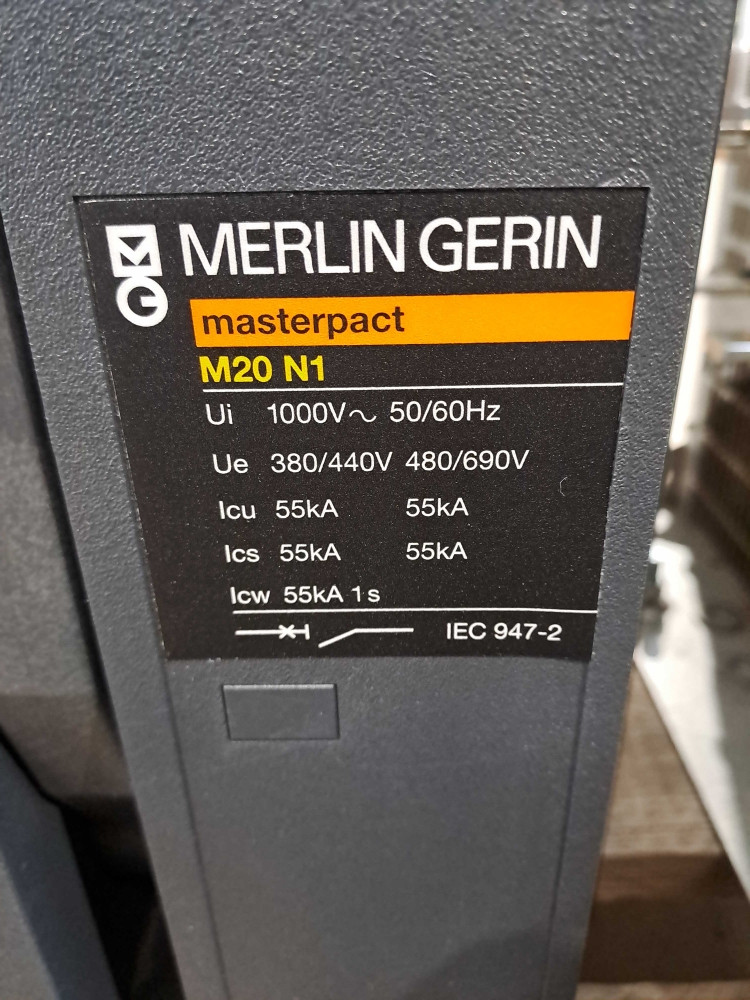 MERLIN GERIN
masterpact
M20 N1
Ui 1000V~ 50/60Hz
Ue 380/440V 480/690V
Icu 55kA 55kA
Ics 55kA 55kA
Icw 55kA 1s
IEC 947-2